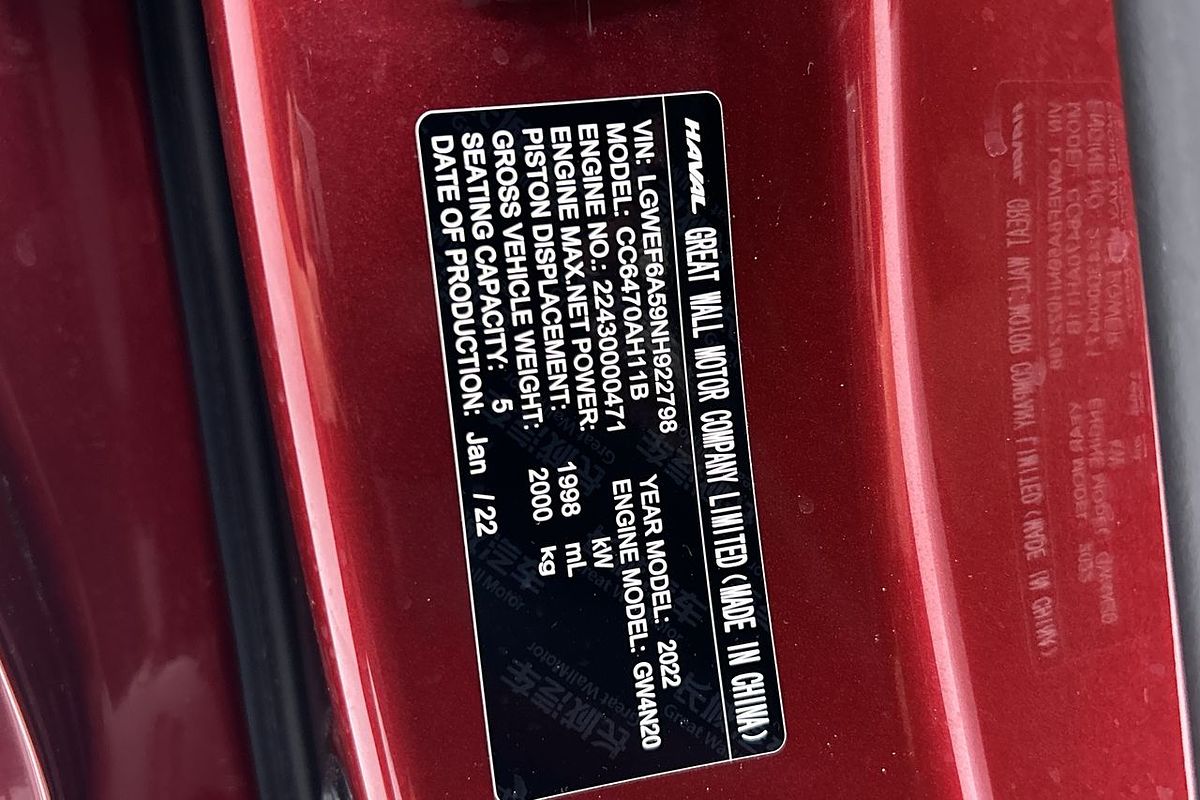 HAVAL GREAT WALL MOTOR COMPANY LIMITED (MADE IN CHINA)
VIN: LGWEF6A59NH922798 YEAR MODEL: 2022
MODEL: CC6470AH11B ENGINE MODEL: GW4N20
ENGINE NO.: 224300000471
ENGINE MAX.NET POWER: kW
PISTON DISPLACEMENT: 1998 mL
GROSS VEHICLE WEIGHT: 2000 kg
SEATING CAPACITY: 5
DATE OF PRODUCTION: Jan / 22